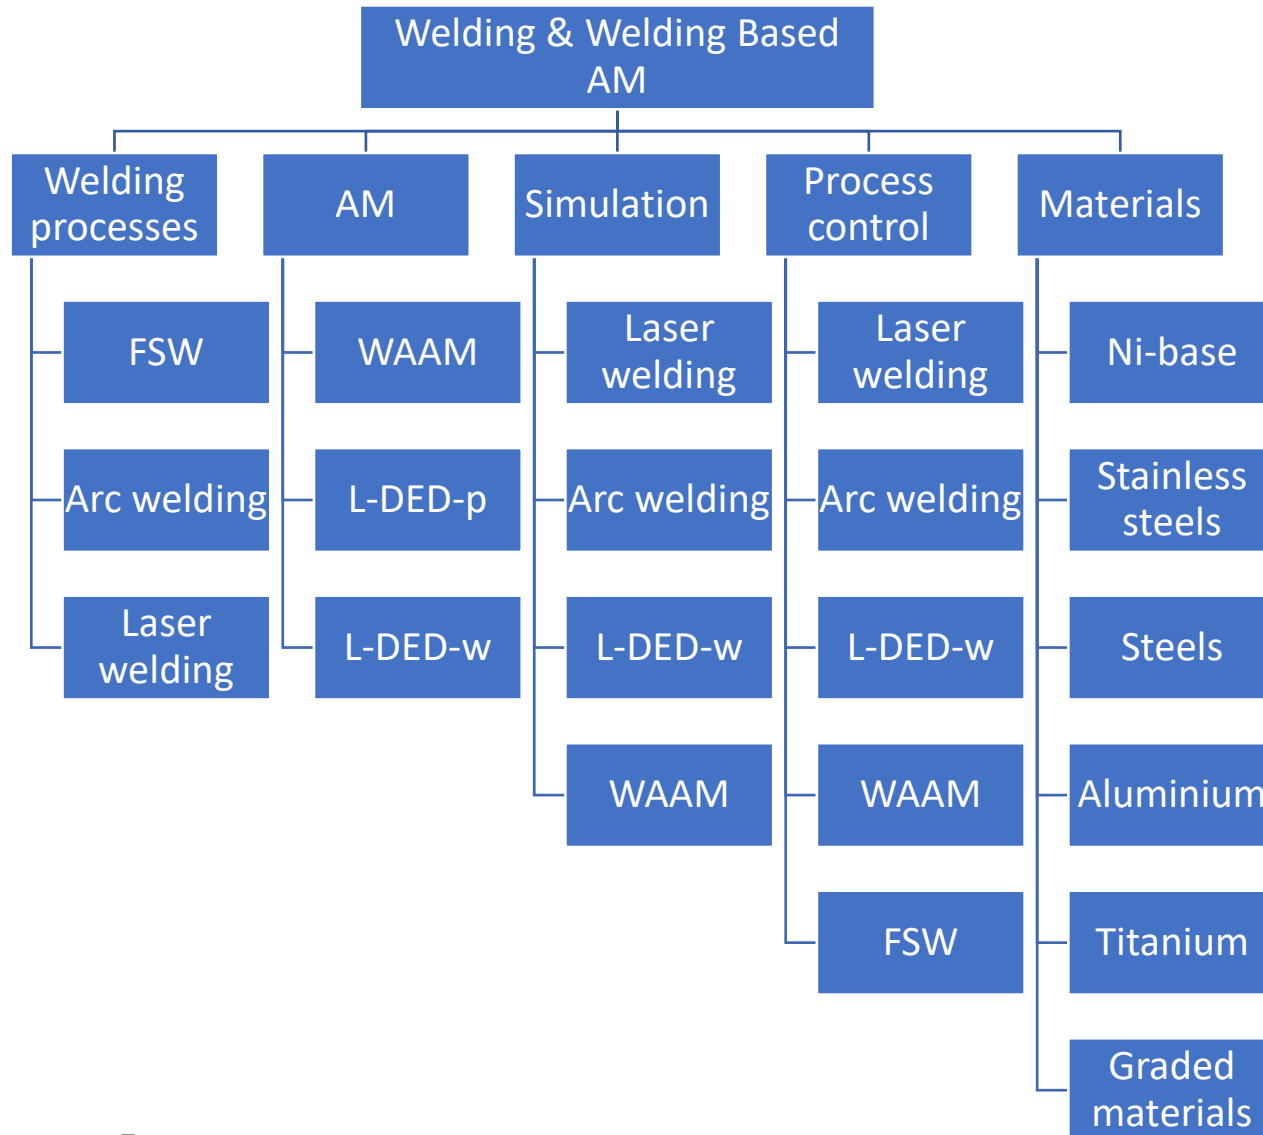 Welding & Welding Based
AM
Welding
processes
AM
Simulation
Process
control
Materials
FSW
WAAM
Laser
welding
Laser
welding
Ni-base
Arc welding
L-DED-p
Arc welding
Arc welding
Stainless
steels
Laser
welding
L-DED-w
L-DED-w
L-DED-w
Steels
WAAM
WAAM
Aluminium
FSW
Titanium
Graded
materials